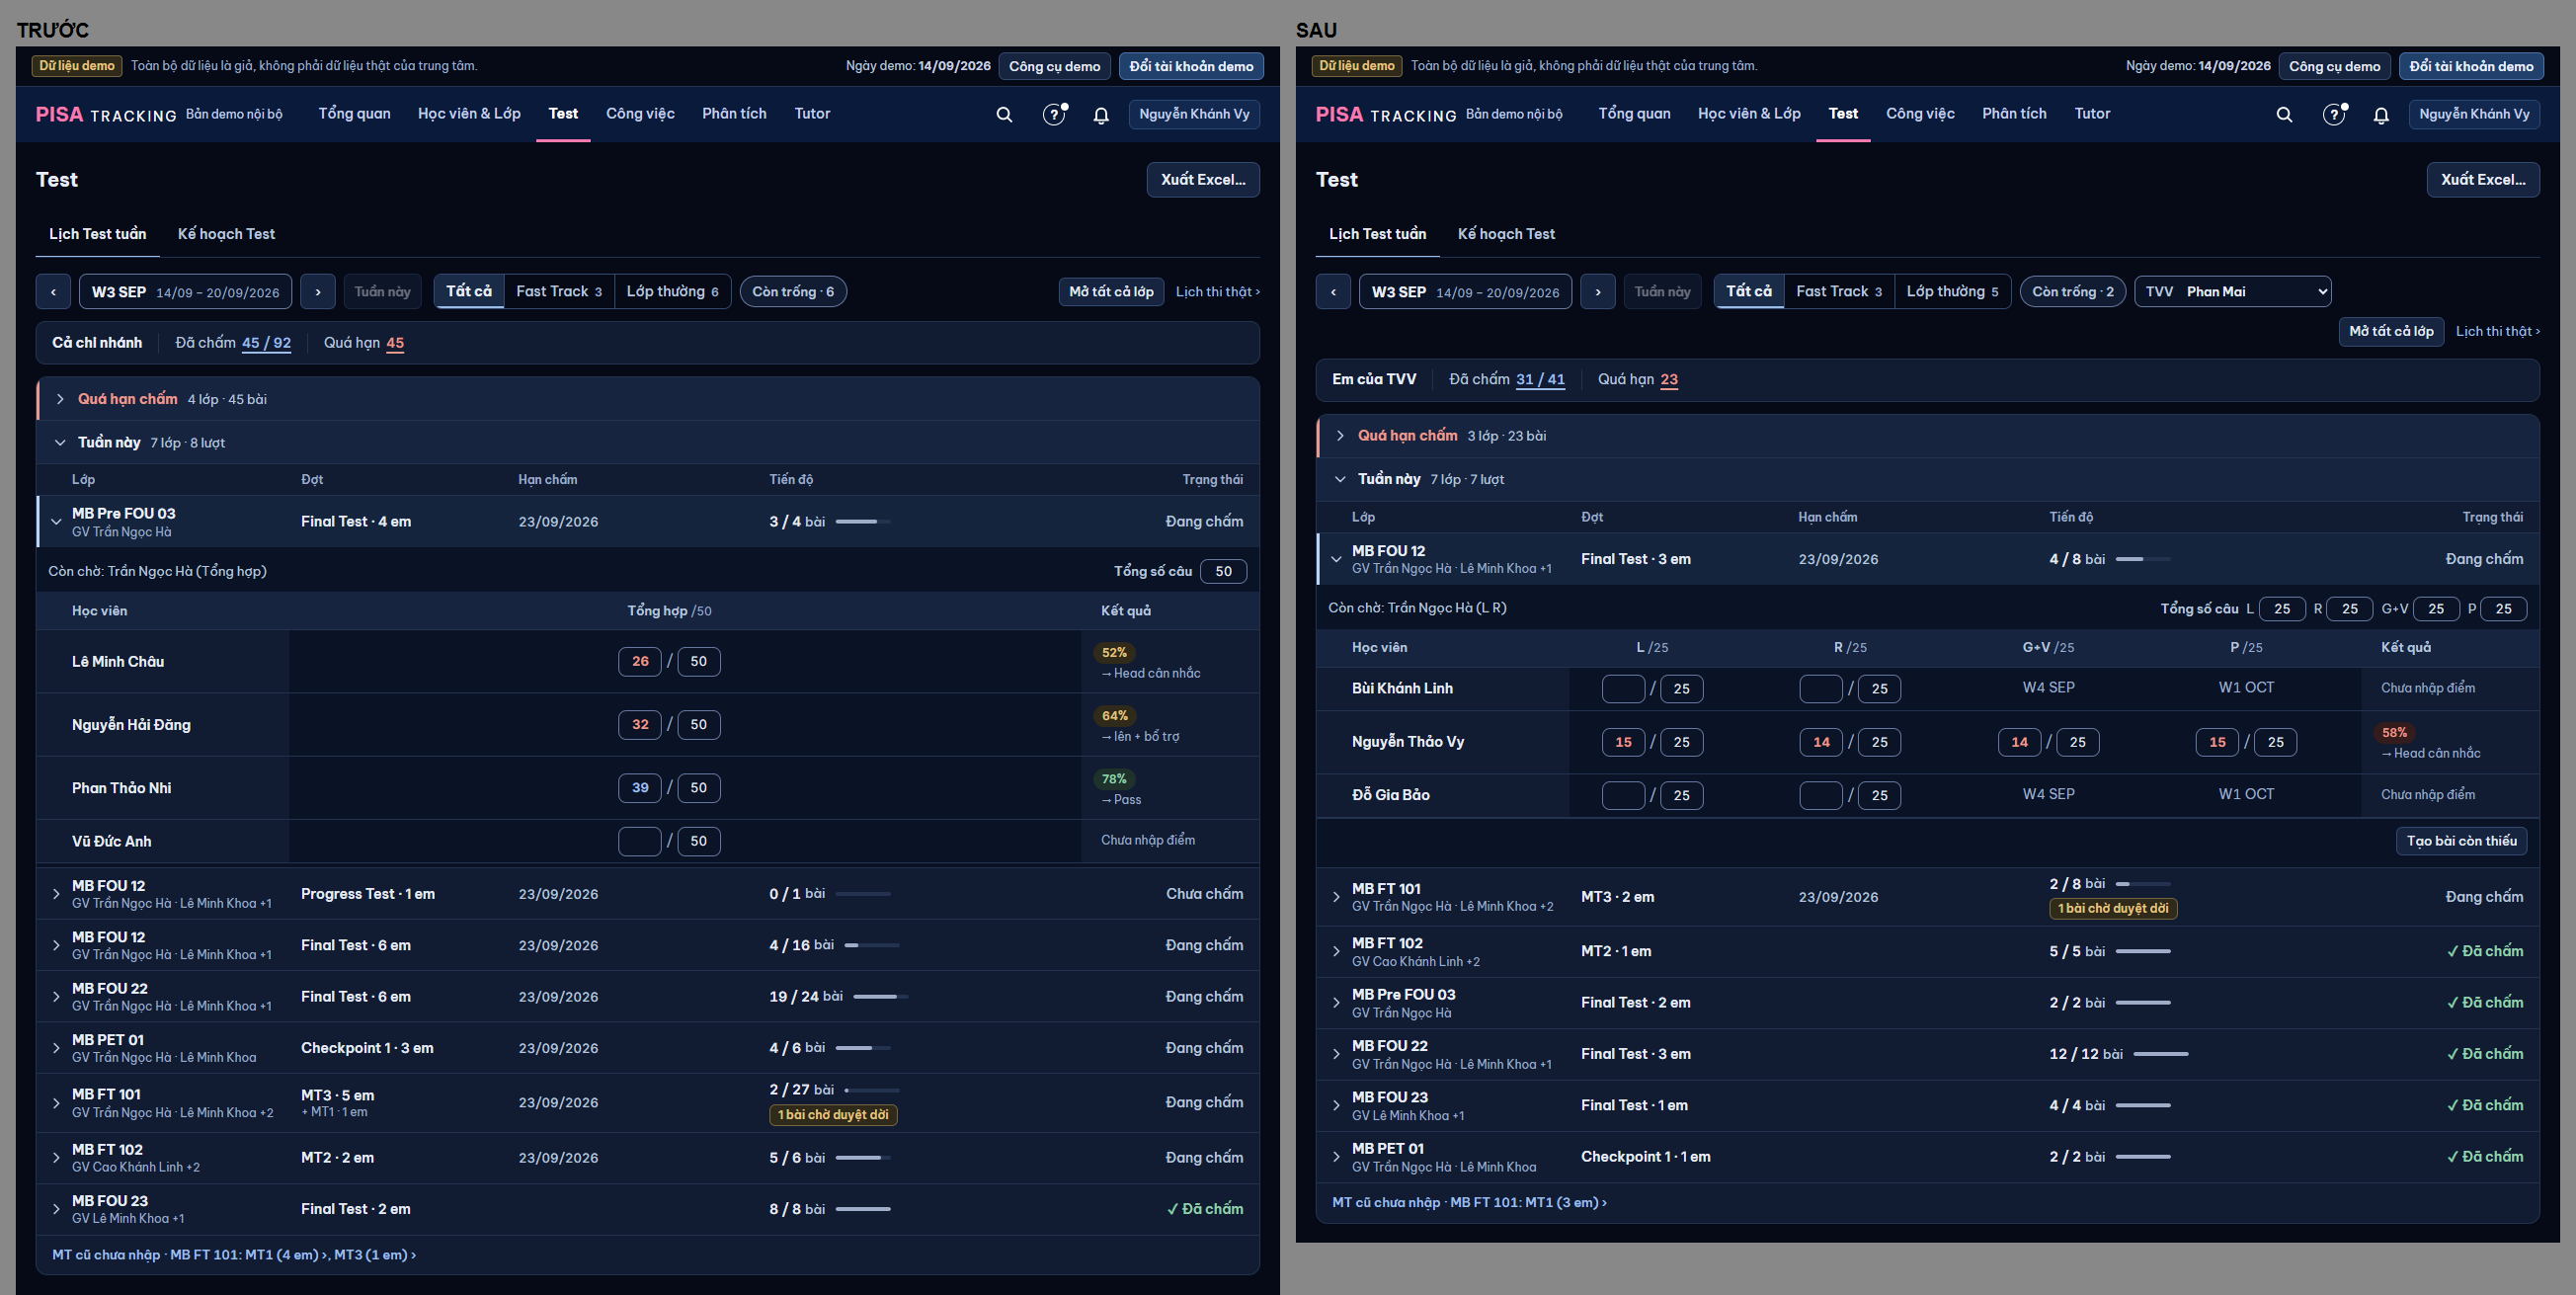 TRƯỚC
Dữ liệu demo Toàn bộ dữ liệu là giả, không phải dữ liệu thật của trung tâm. Ngày demo: 14/09/2026 Công cụ demo Đổi tài khoản demo
PISA TRACKING Bản demo nội bộ Tổng quan Học viên & Lớp Test Công việc Phân tích Tutor ? Nguyễn Khánh Vy
Test Xuất Excel...
Lịch Test tuần Kế hoạch Test
‹ W3 SEP 14/09 – 20/09/2026 › Tuần này Tất cả Fast Track 3 Lớp thường 6 Còn trống · 6 Mở tất cả lớp Lịch thi thật ›
Cả chi nhánh Đã chấm 45 / 92 Quá hạn 45
Quá hạn chấm 4 lớp · 45 bài
Tuần này 7 lớp · 8 lượt
Lớp Đợt Hạn chấm Tiến độ Trạng thái
MB Pre FOU 03 Final Test · 4 em 23/09/2026 3 / 4 bài Đang chấm
GV Trần Ngọc Hà
Còn chờ: Trần Ngọc Hà (Tổng hợp) Tổng số câu 50
Học viên Tổng hợp /50 Kết quả
Lê Minh Châu 26 / 50 52%
→ Head cân nhắc
Nguyễn Hải Đăng 32 / 50 64%
→ lên + bổ trợ
Phan Thảo Nhi 39 / 50 78%
→ Pass
Vũ Đức Anh / 50 Chưa nhập điểm
MB FOU 12 Progress Test · 1 em 23/09/2026 0 / 1 bài Chưa chấm
GV Trần Ngọc Hà · Lê Minh Khoa +1
MB FOU 12 Final Test · 6 em 23/09/2026 4 / 16 bài Đang chấm
GV Trần Ngọc Hà · Lê Minh Khoa +1
MB FOU 22 Final Test · 6 em 23/09/2026 19 / 24 bài Đang chấm
GV Trần Ngọc Hà · Lê Minh Khoa +1
MB PET 01 Checkpoint 1 · 3 em 23/09/2026 4 / 6 bài Đang chấm
GV Trần Ngọc Hà · Lê Minh Khoa
MB FT 101 MT3 · 5 em 23/09/2026 2 / 27 bài Đang chấm
GV Trần Ngọc Hà · Lê Minh Khoa +2 + MT1 · 1 em 1 bài chờ duyệt dời
MB FT 102 MT2 · 2 em 23/09/2026 5 / 6 bài Đang chấm
GV Cao Khánh Linh +2
MB FOU 23 Final Test · 2 em 8 / 8 bài ✓ Đã chấm
GV Lê Minh Khoa +1
MT cũ chưa nhập · MB FT 101: MT1 (4 em) ›, MT3 (1 em) ›
SAU
Dữ liệu demo Toàn bộ dữ liệu là giả, không phải dữ liệu thật của trung tâm. Ngày demo: 14/09/2026 Công cụ demo Đổi tài khoản demo
PISA TRACKING Bản demo nội bộ Tổng quan Học viên & Lớp Test Công việc Phân tích Tutor ? Nguyễn Khánh Vy
Test Xuất Excel...
Lịch Test tuần Kế hoạch Test
‹ W3 SEP 14/09 – 20/09/2026 › Tuần này Tất cả Fast Track 3 Lớp thường 5 Còn trống · 2 TVV Phan Mai
Mở tất cả lớp Lịch thi thật ›
Em của TVV Đã chấm 31 / 41 Quá hạn 23
Quá hạn chấm 3 lớp · 23 bài
Tuần này 7 lớp · 7 lượt
Lớp Đợt Hạn chấm Tiến độ Trạng thái
MB FOU 12 Final Test · 3 em 23/09/2026 4 / 8 bài Đang chấm
GV Trần Ngọc Hà · Lê Minh Khoa +1
Còn chờ: Trần Ngọc Hà (L R) Tổng số câu L 25 R 25 G+V 25 P 25
Học viên L /25 R /25 G+V /25 P /25 Kết quả
Bùi Khánh Linh / 25 / 25 W4 SEP W1 OCT Chưa nhập điểm
Nguyễn Thảo Vy 15 / 25 14 / 25 14 / 25 15 / 25 58%
→ Head cân nhắc
Đỗ Gia Bảo / 25 / 25 W4 SEP W1 OCT Chưa nhập điểm
Tạo bài còn thiếu
MB FT 101 MT3 · 2 em 23/09/2026 2 / 8 bài Đang chấm
GV Trần Ngọc Hà · Lê Minh Khoa +2 1 bài chờ duyệt dời
MB FT 102 MT2 · 1 em 5 / 5 bài ✓ Đã chấm
GV Cao Khánh Linh +2
MB Pre FOU 03 Final Test · 2 em 2 / 2 bài ✓ Đã chấm
GV Trần Ngọc Hà
MB FOU 22 Final Test · 3 em 12 / 12 bài ✓ Đã chấm
GV Trần Ngọc Hà · Lê Minh Khoa +1
MB FOU 23 Final Test · 1 em 4 / 4 bài ✓ Đã chấm
GV Lê Minh Khoa +1
MB PET 01 Checkpoint 1 · 1 em 2 / 2 bài ✓ Đã chấm
GV Trần Ngọc Hà · Lê Minh Khoa
MT cũ chưa nhập · MB FT 101: MT1 (3 em) ›